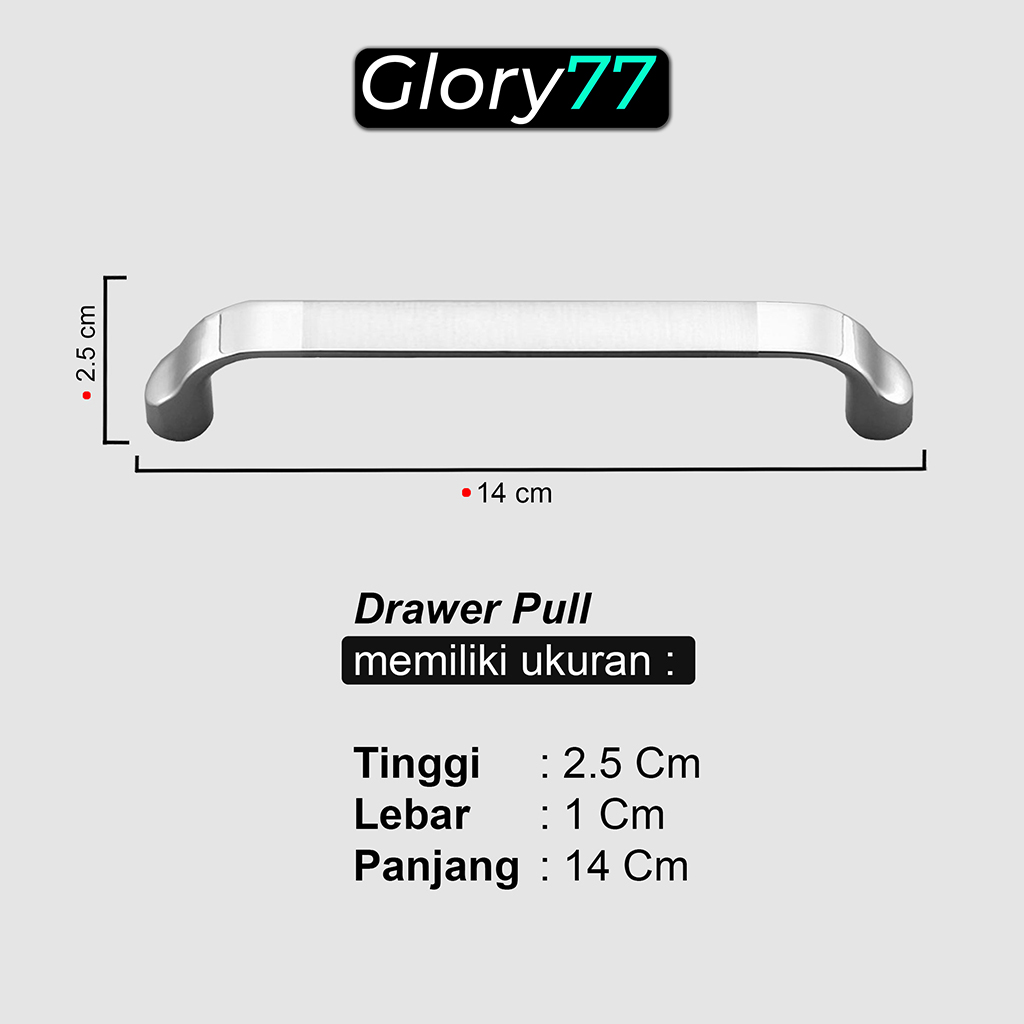 Glory77
2.5 cm
14 cm
Drawer Pull
memiliki ukuran :
Tinggi : 2.5 Cm
Lebar : 1 Cm
Panjang : 14 Cm